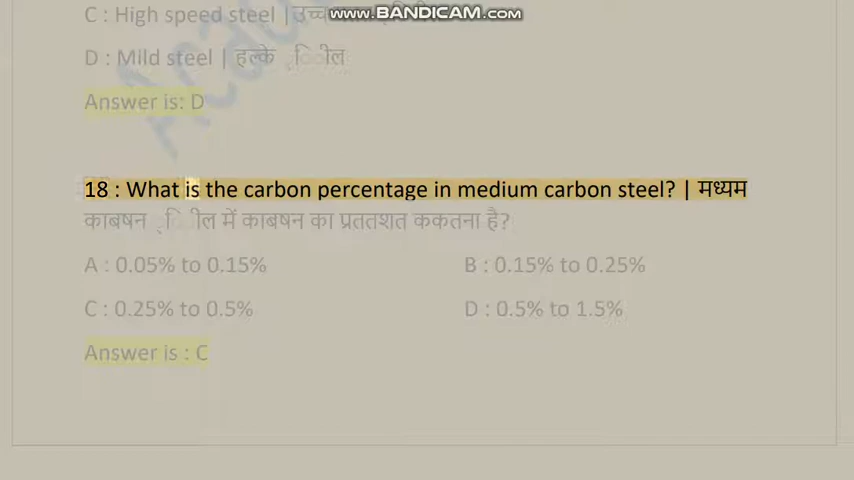 www.BANDICAM.com
C : High speed steel |
D : Mild steel | हल्के
Answer is: D
18 : What is the carbon percentage in medium carbon steel? | मध्यम
काबषन में काबषन का प्रततशत ककतना है?
A : 0.05% to 0.15% B : 0.15% to 0.25%
C : 0.25% to 0.5% D : 0.5% to 1.5%
Answer is : C